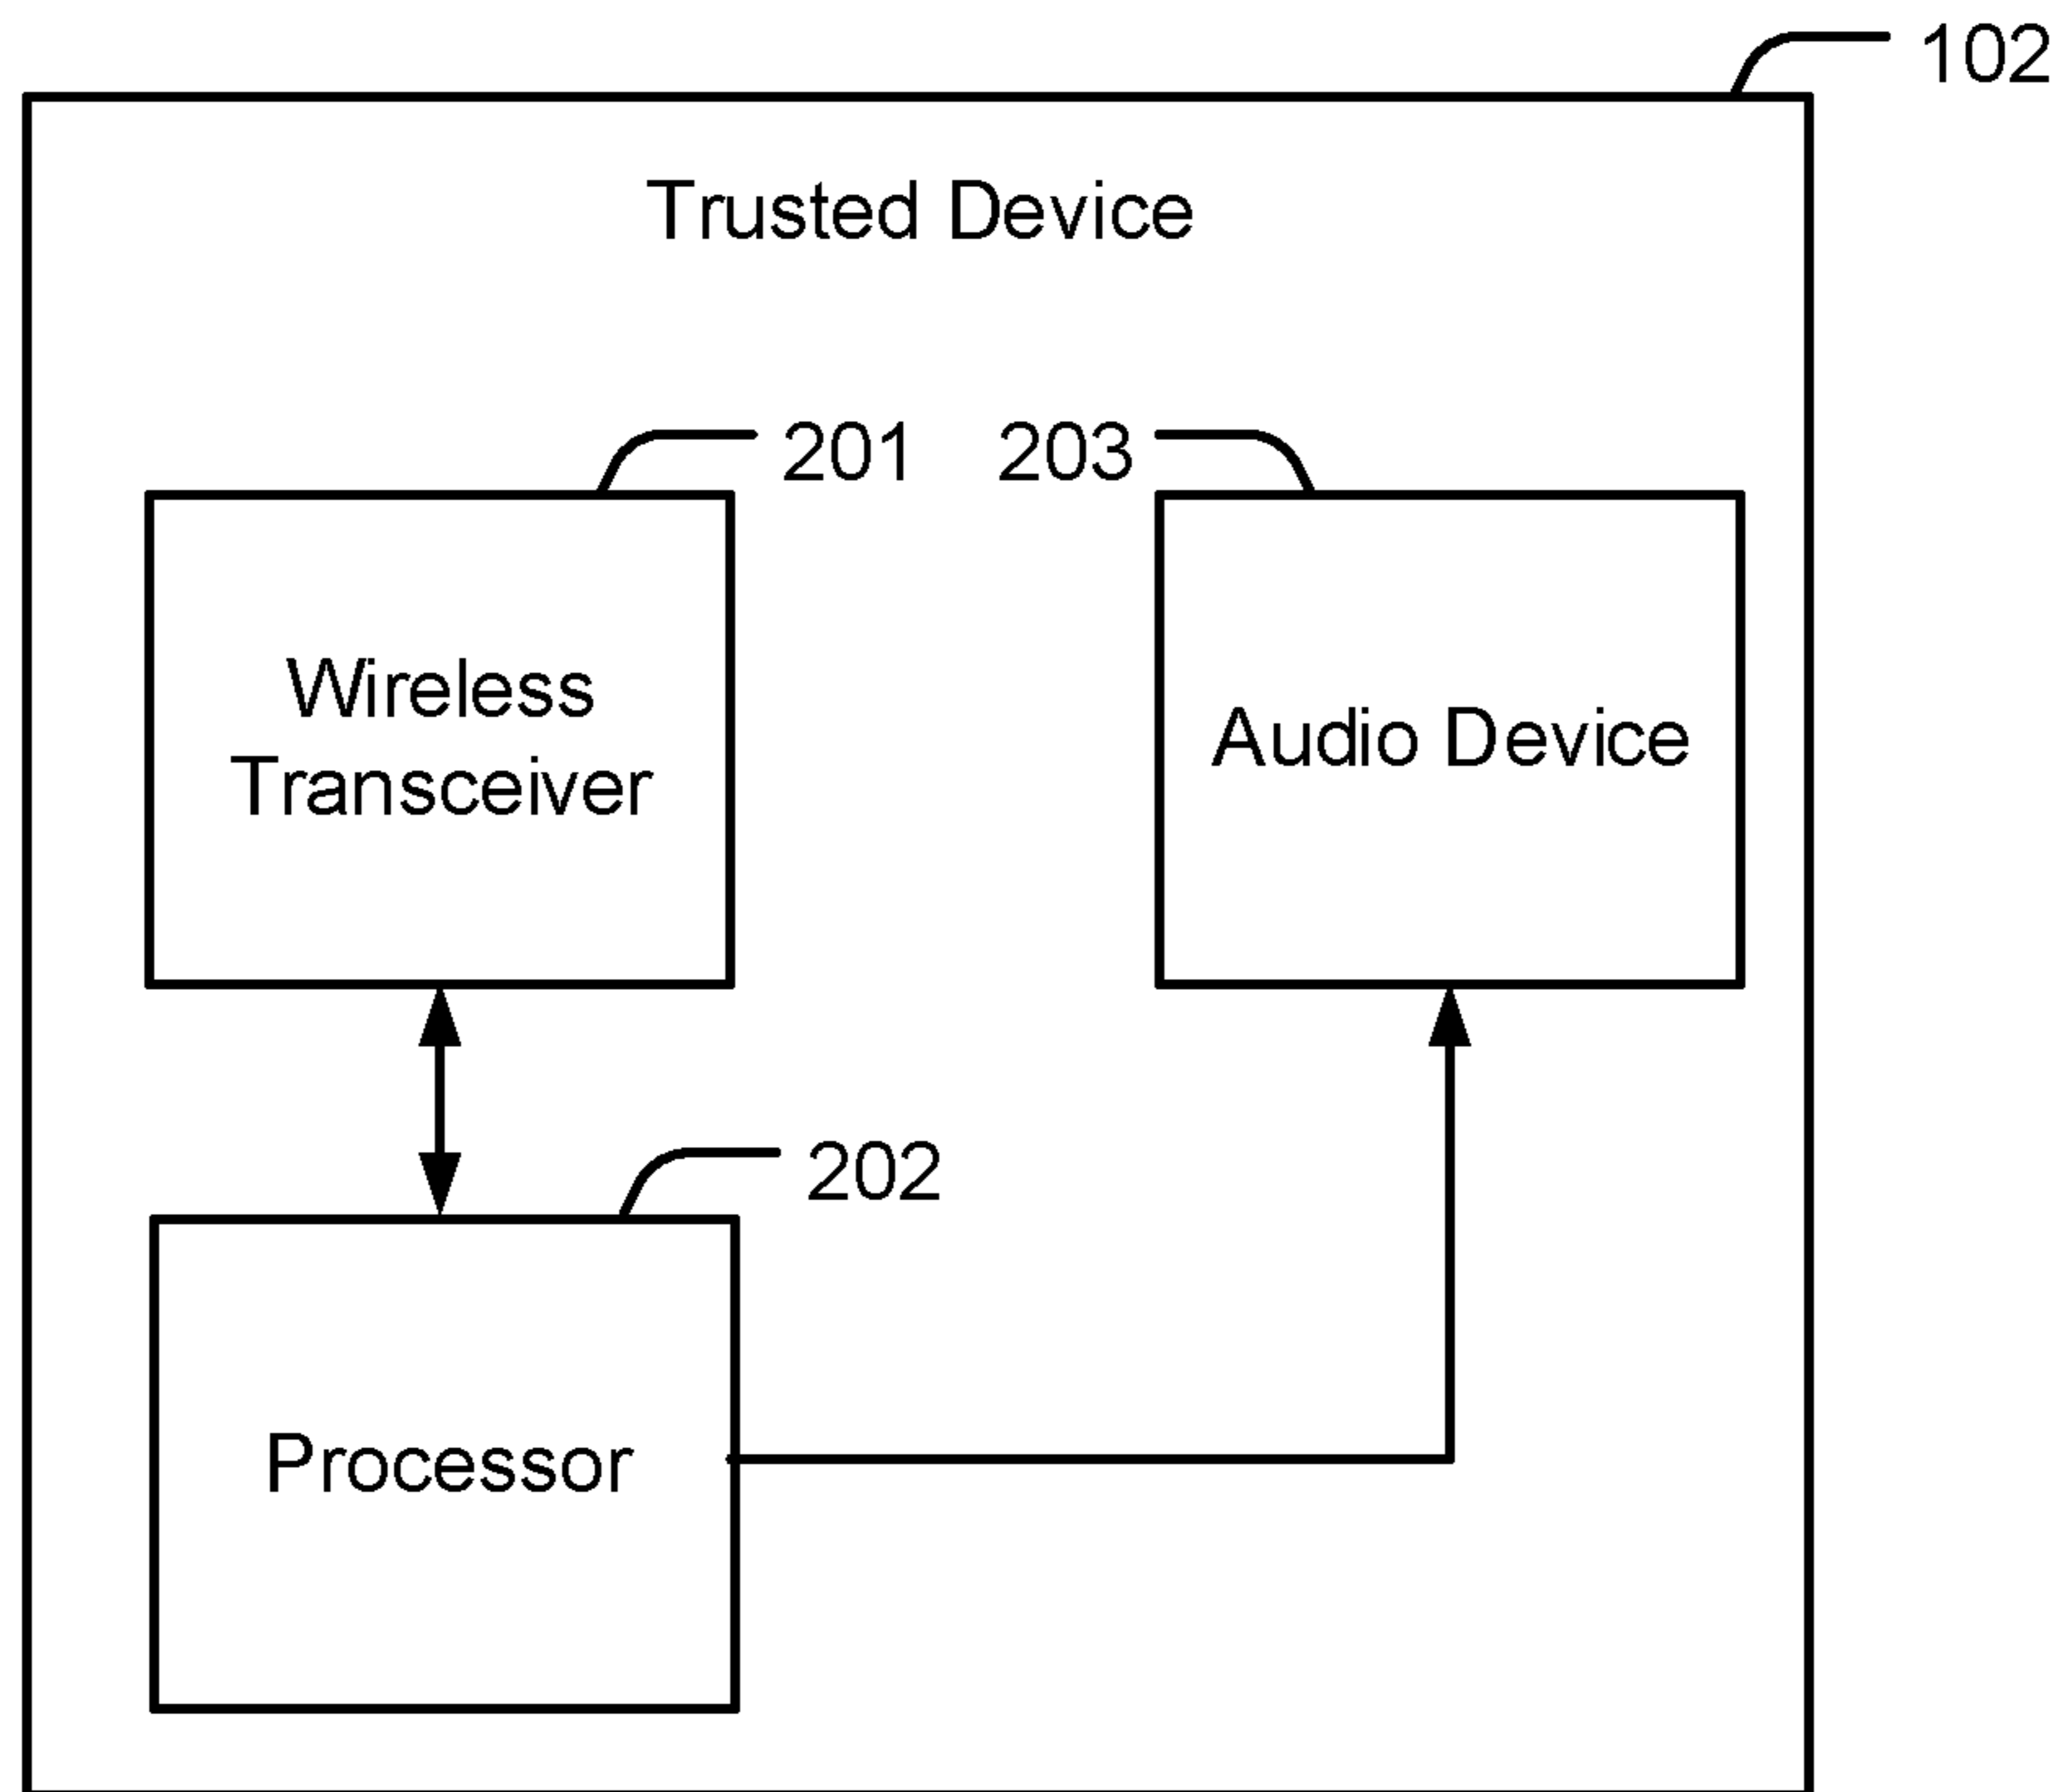 102
Trusted Device
201
203
Wireless
Transceiver
Audio Device
202
Processor